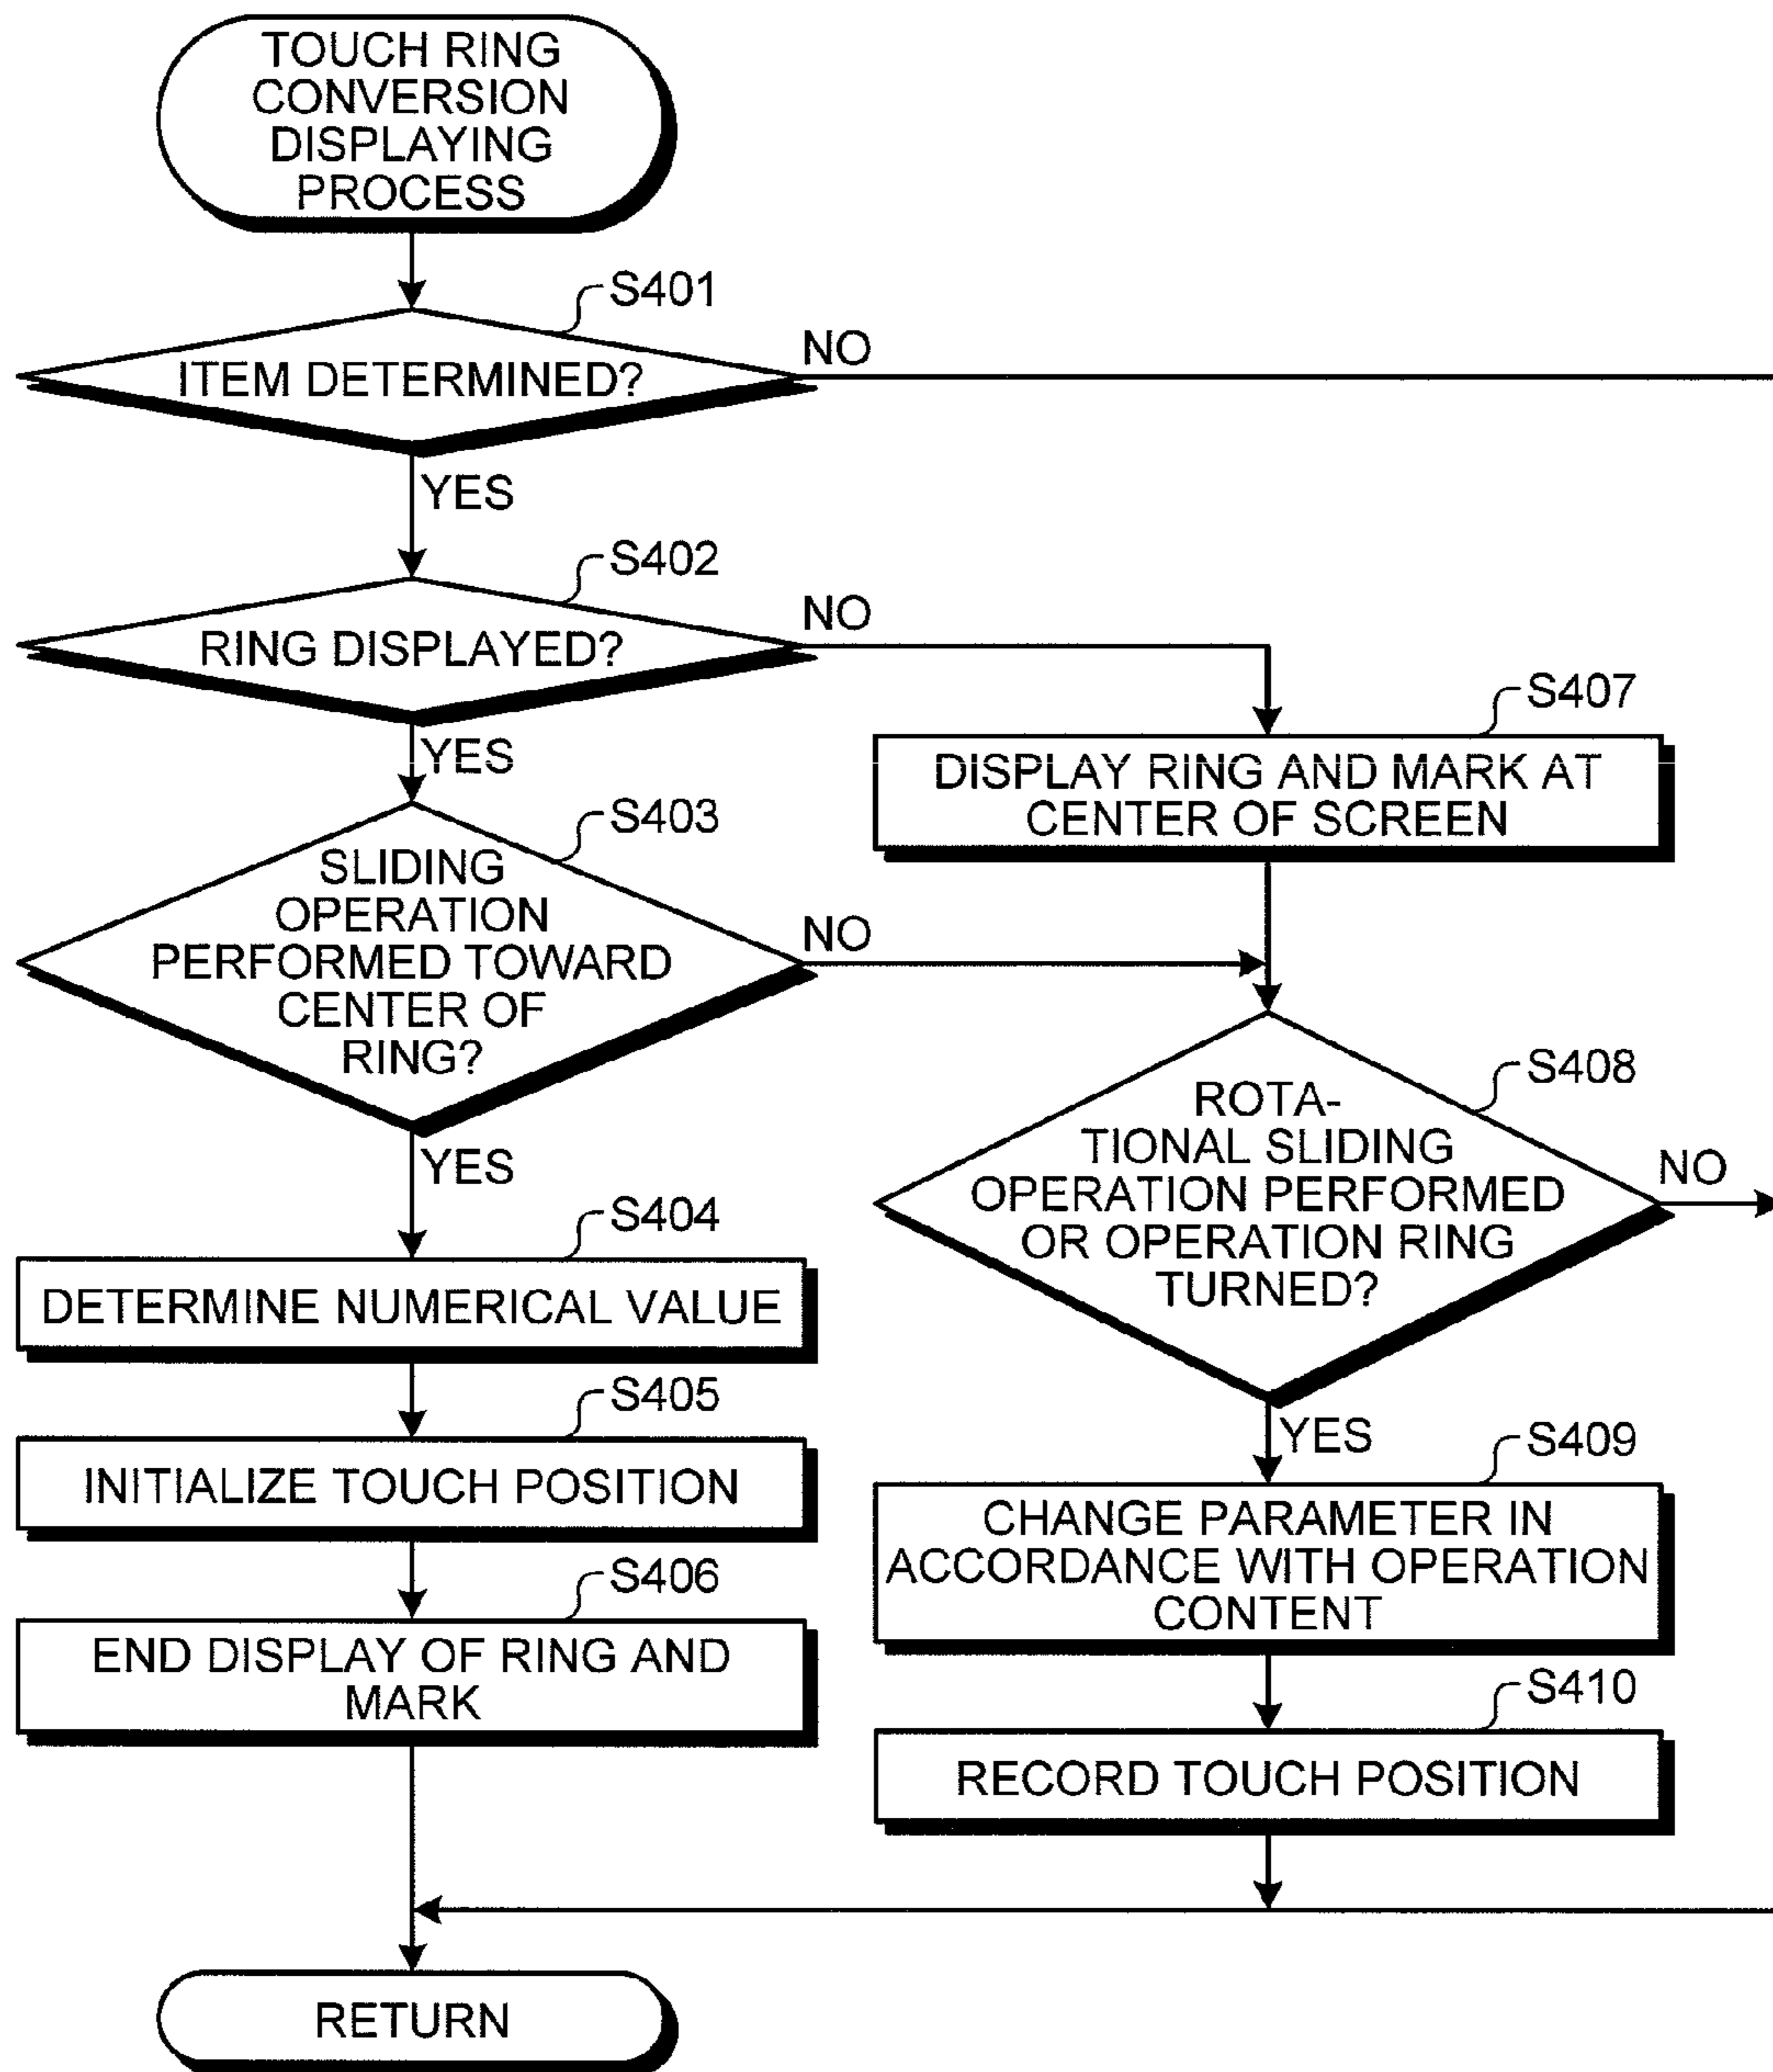 TOUCH RING
CONVERSION
DISPLAYING
PROCESS
S401
ITEM DETERMINED?
NO
YES
S402
RING DISPLAYED?
NO
YES
S403
SLIDING
OPERATION
PERFORMED TOWARD
CENTER OF
RING?
NO
YES
S404
DETERMINE NUMERICAL VALUE
S405
INITIALIZE TOUCH POSITION
S406
END DISPLAY OF RING AND
MARK
S407
DISPLAY RING AND MARK AT
CENTER OF SCREEN
S408
ROTA-
TIONAL SLIDING
OPERATION PERFORMED
OR OPERATION RING
TURNED?
NO
YES
S409
CHANGE PARAMETER IN
ACCORDANCE WITH OPERATION
CONTENT
S410
RECORD TOUCH POSITION
RETURN